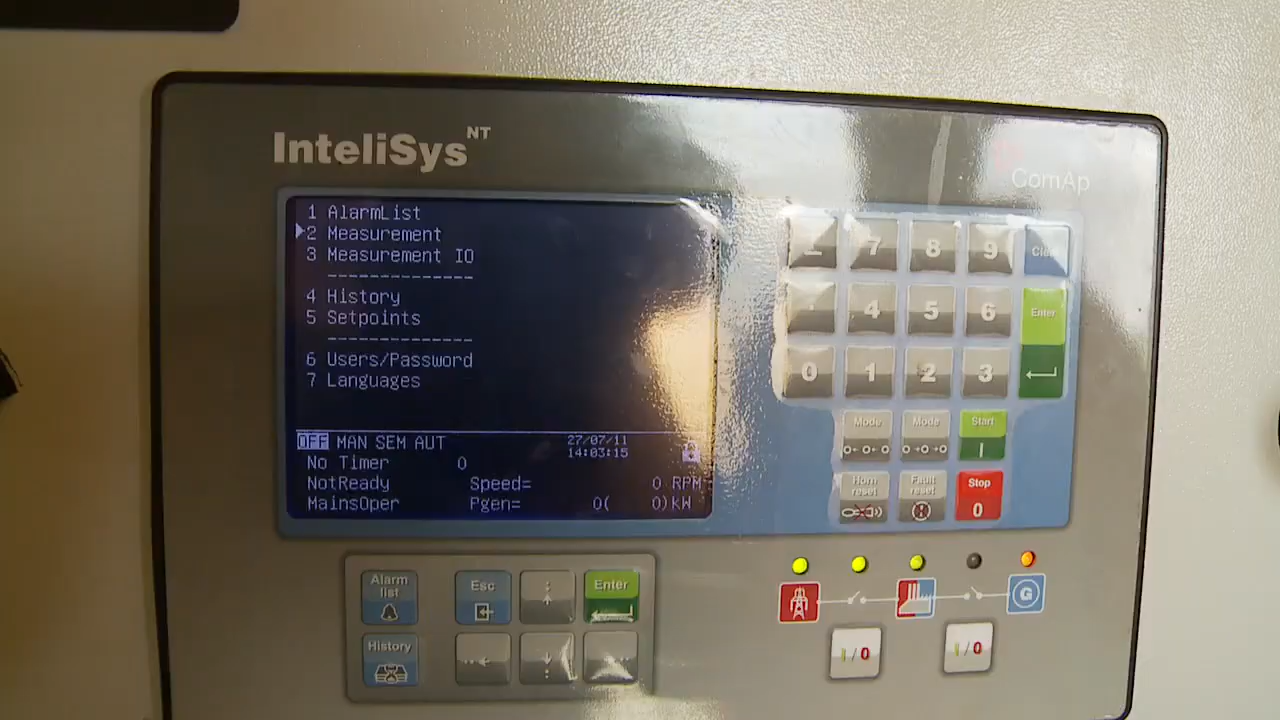 InteliSys NT
ComAp
1 AlarmList
2 Measurement
3 Measurement IO
--------------
4 History
5 Setpoints
--------------
6 Users/Password
7 Languages
OFF MAN SEM AUT 27/07/11
14:03:15
No Timer 0
NotReady Speed= 0 RPM
MainsOper Pgen= 0( 0)kW
7 8 9
4 5 6 Enter
0 1 2 3
Mode Mode Start
I
Horn reset Fault reset Stop
0
Alarm list Esc Enter
History
G
I/0 I/0